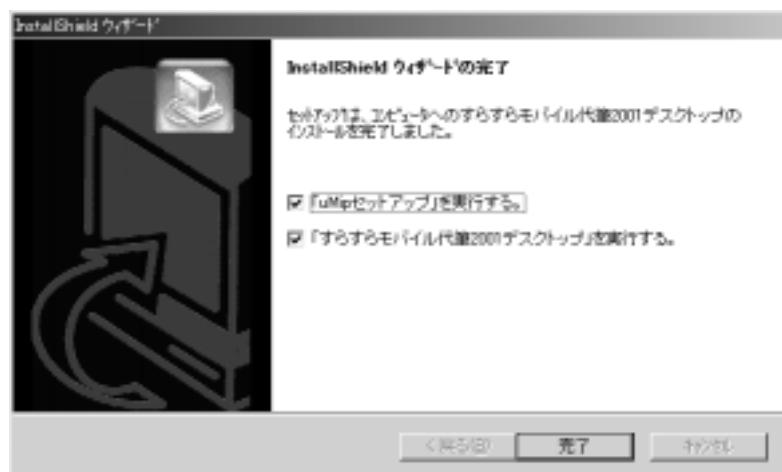 InstallShield ウィザード
InstallShield ウィザードの完了
セットアップは、コンピュータへのすらすらモバイル代筆2001デスクトップの
インストールを完了しました。
「uMipセットアップ」を実行する。
「すらすらモバイル代筆2001デスクトップ」を実行する。
< 戻る(B)
完了
キャンセル